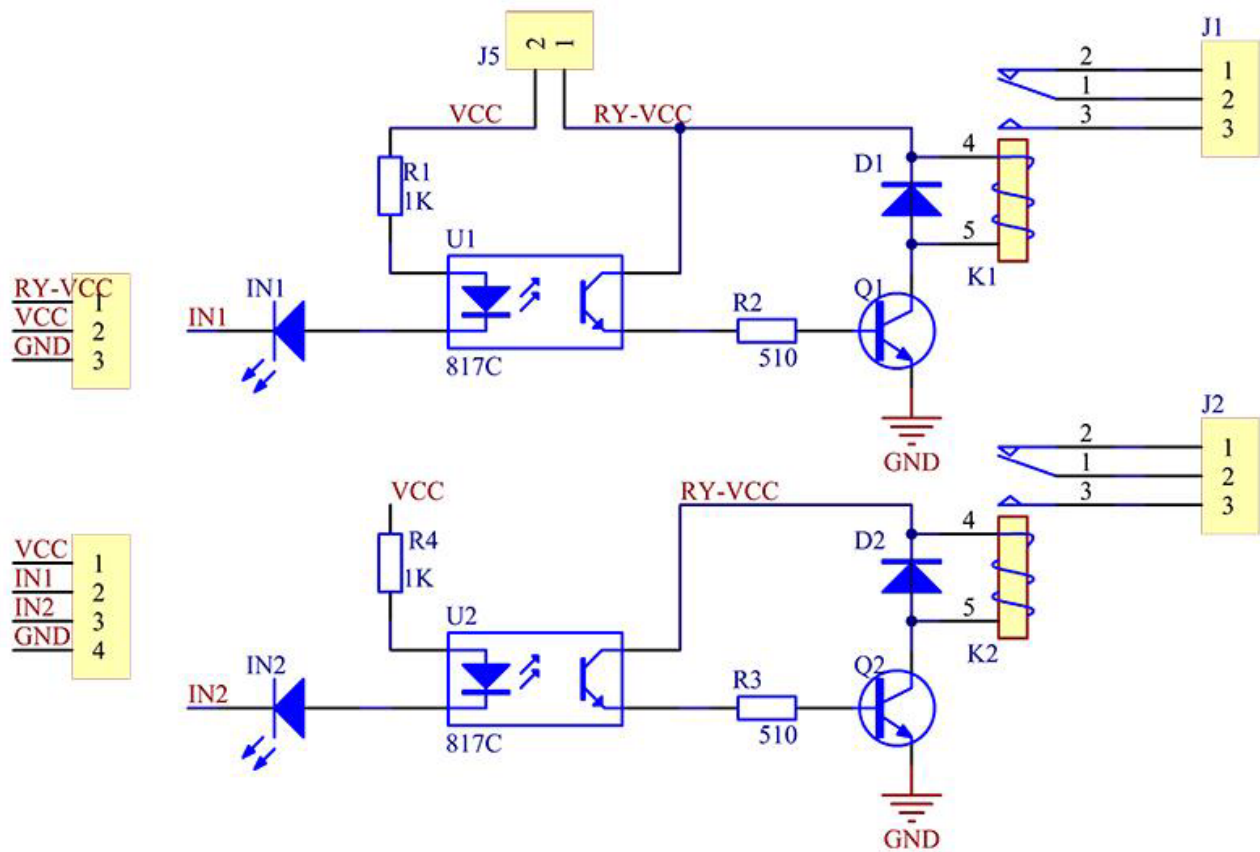 J5
2
1
J1
2
1
1
2
3
3
VCC
RY-VCC
R1
1K
D1
4
5
K1
U1
RY-VCC
1
VCC
2
GND
3
IN1
IN1
817C
R2
510
Q1
GND
J2
2
1
1
2
3
3
VCC
RY-VCC
R4
1K
D2
4
5
K2
VCC
1
IN1
2
IN2
3
GND
4
U2
IN2
IN2
817C
R3
510
Q2
GND